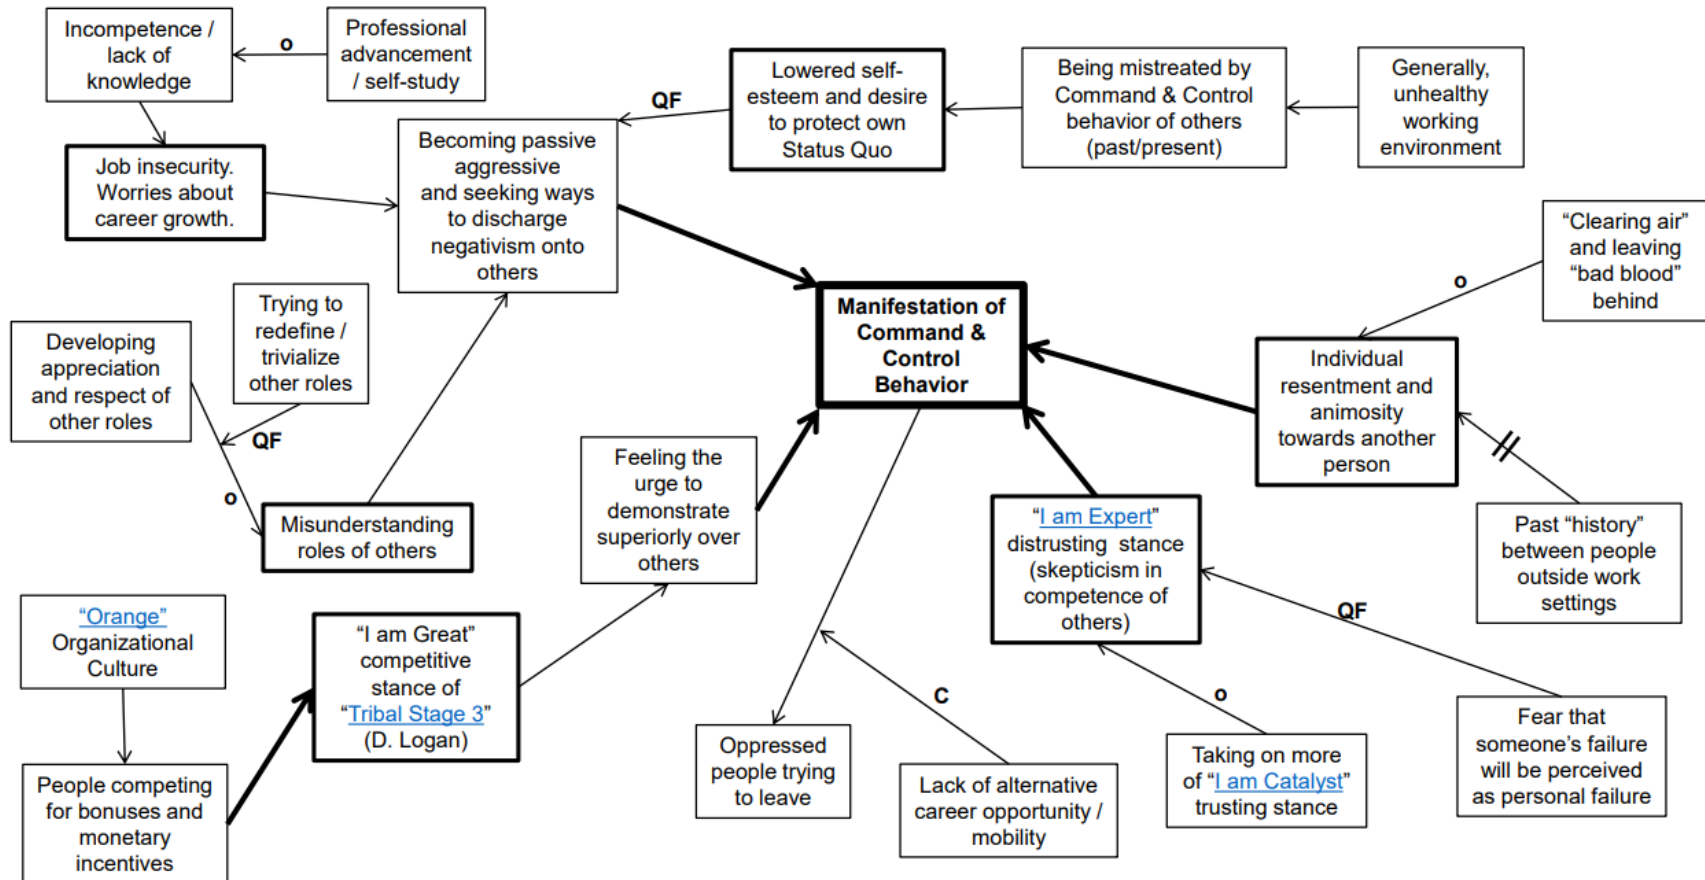 Incompetence /
lack of
knowledge
o
Professional
advancement
/ self-study
Job insecurity.
Worries about
career growth.
Becoming passive
aggressive
and seeking ways
to discharge
negativism onto
others
QF
Lowered self-
esteem and desire
to protect own
Status Quo
Being mistreated by
Command & Control
behavior of others
(past/present)
Generally,
unhealthy
working
environment
“Clearing air”
and leaving
“bad blood”
behind
o
Trying to
redefine /
trivialize
other roles
Developing
appreciation
and respect of
other roles
QF
o
Misunderstanding
roles of others
Manifestation of
Command &
Control
Behavior
Individual
resentment and
animosity
towards another
person
Feeling the
urge to
demonstrate
superiorly over
others
“I am Expert”
distrusting stance
(skepticism in
competence of
others)
Past “history”
between people
outside work
settings
“Orange”
Organizational
Culture
“I am Great”
competitive
stance of
“Tribal Stage 3”
(D. Logan)
QF
C
o
People competing
for bonuses and
monetary
incentives
Oppressed
people trying
to leave
Lack of alternative
career opportunity /
mobility
Taking on more
of “I am Catalyst”
trusting stance
Fear that
someone’s failure
will be perceived
as personal failure